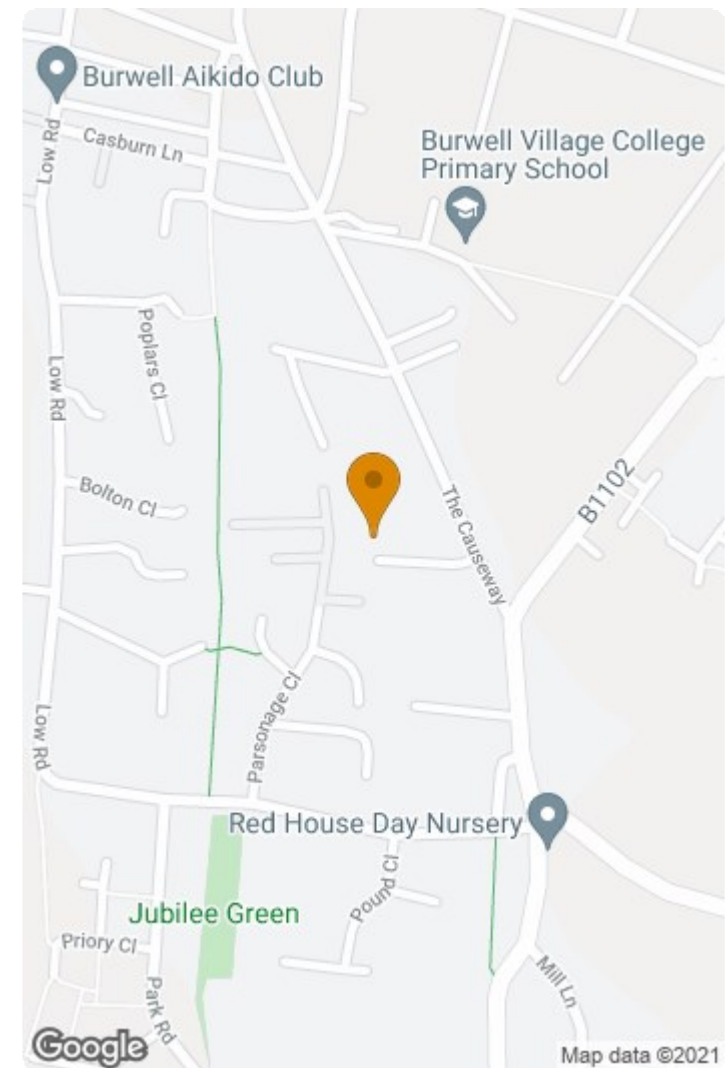 Burwell Aikido Club
Low Rd
Casburn Ln
Burwell Village College
Primary School
Poplars Cl
Low Rd
Bolton Cl
The Causeway
B1102
Low Rd
Parsonage Cl
Red House Day Nursery
Pound Cl
Jubilee Green
Priory Cl
Park Rd
Mill Ln
Google
Map data ©2021